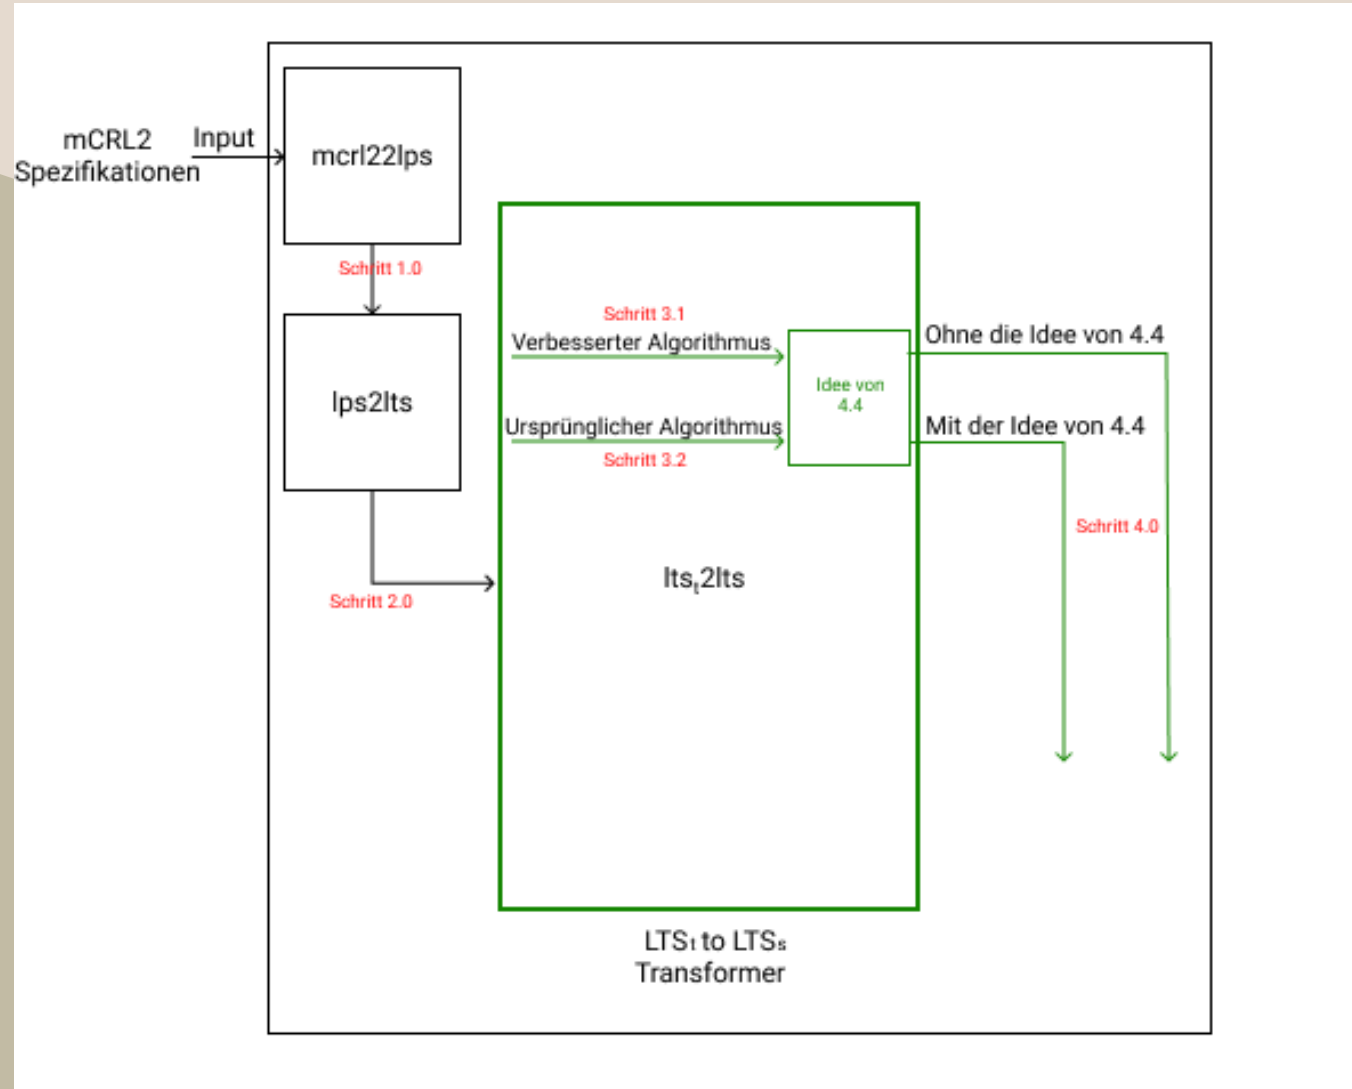 mCRL2
Spezifikationen
Input
mcrl22lps
Schritt 1.0
lps2lts
Schritt 2.0
Schritt 3.1
Verbesserter Algorithmus
Ursprünglicher Algorithmus
Schritt 3.2
Idee von
4.4
Ohne die Idee von 4.4
Mit der Idee von 4.4
Schritt 4.0
ltsₜ2lts
LTSₜ to LTSₛ
Transformer